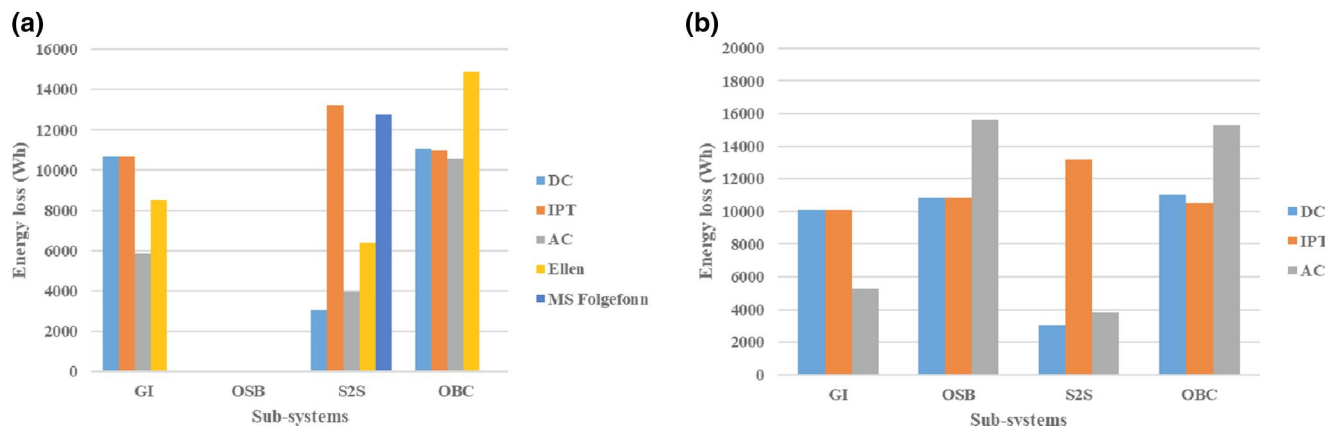 (a)
16000
14000
12000
10000
8000
6000
4000
2000
0
Energy loss (Wh)
GI OSB S2S OBC
Sub-systems
DC
IPT
AC
Ellen
MS Folgefonn
(b)
20000
18000
16000
14000
12000
10000
8000
6000
4000
2000
0
Energy loss (Wh)
GI OSB S2S OBC
Sub-systems
DC
IPT
AC